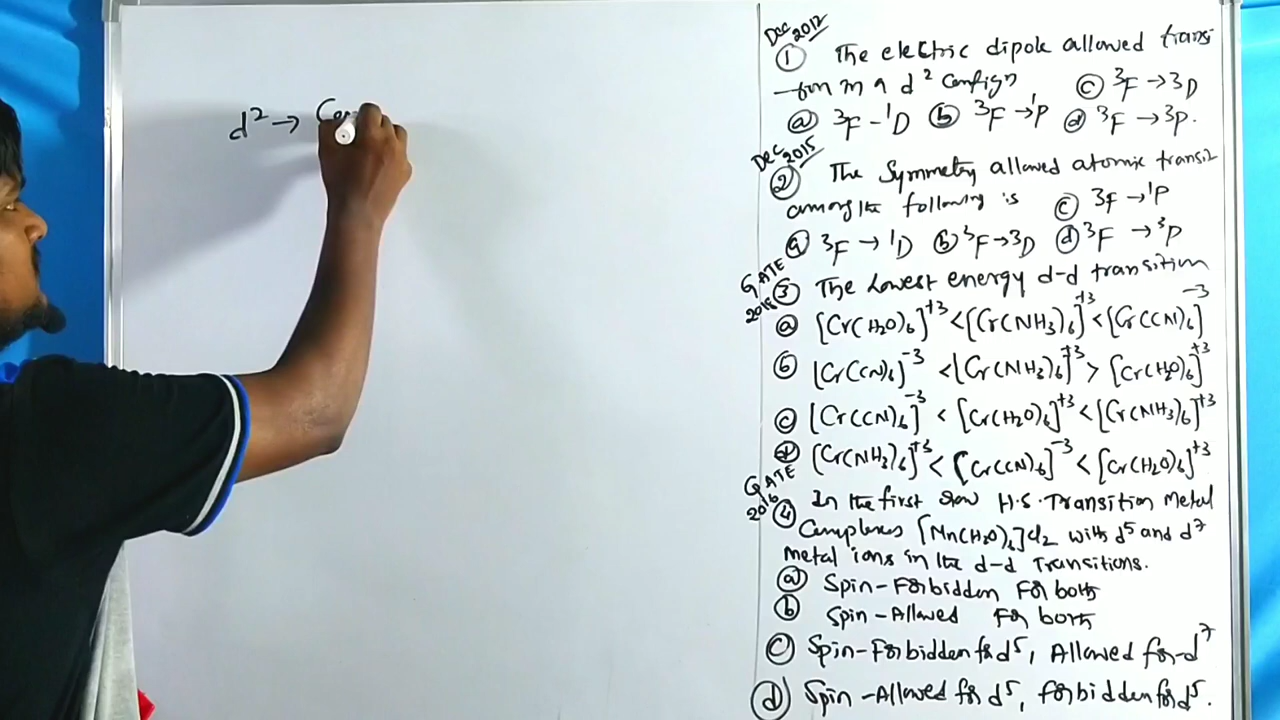 d² → Co
Dec 2012
① The electric dipole allowed transi
-tion in a d² Confign ⓒ ³F → ³D
ⓐ ³F - ¹D ⓑ ³F → ¹P ⓓ ³F → ³P.
Dec 2015
② The Symmetry allowed atomic transit
among the following is ⓒ ³F → ¹P
ⓐ ³F → ¹D ⓑ ³F → ³D ⓓ ³F → ³P
GATE
③ The Lowest energy d-d transition
ⓐ [Cr(H₂O)₆]⁺³ < [Cr(NH₃)₆]⁺³ < [Cr(CN)₆]⁻³
ⓑ [Cr(CN)₆]⁻³ < [Cr(NH₃)₆]⁺³ > [Cr(H₂O)₆]⁺³
ⓒ [Cr(CN)₆]⁻³ < [Cr(H₂O)₆]⁺³ < [Cr(NH₃)₆]⁺³
ⓓ [Cr(NH₃)₆]⁺³ < [Cr(CN)₆]⁻³ < [Cr(H₂O)₆]⁺³
GATE 2016
④ In the first row H.S. Transition Metal
Complexes [Mn(H₂O)₆]Cl₂ with d⁵ and d⁷
metal ions in the d-d Transitions.
ⓐ Spin-Forbidden For both
ⓑ Spin-Allowed For both
ⓒ Spin-Forbidden for d⁵, Allowed for-d⁷
ⓓ Spin-Allowed for d⁵, forbidden for d⁵.